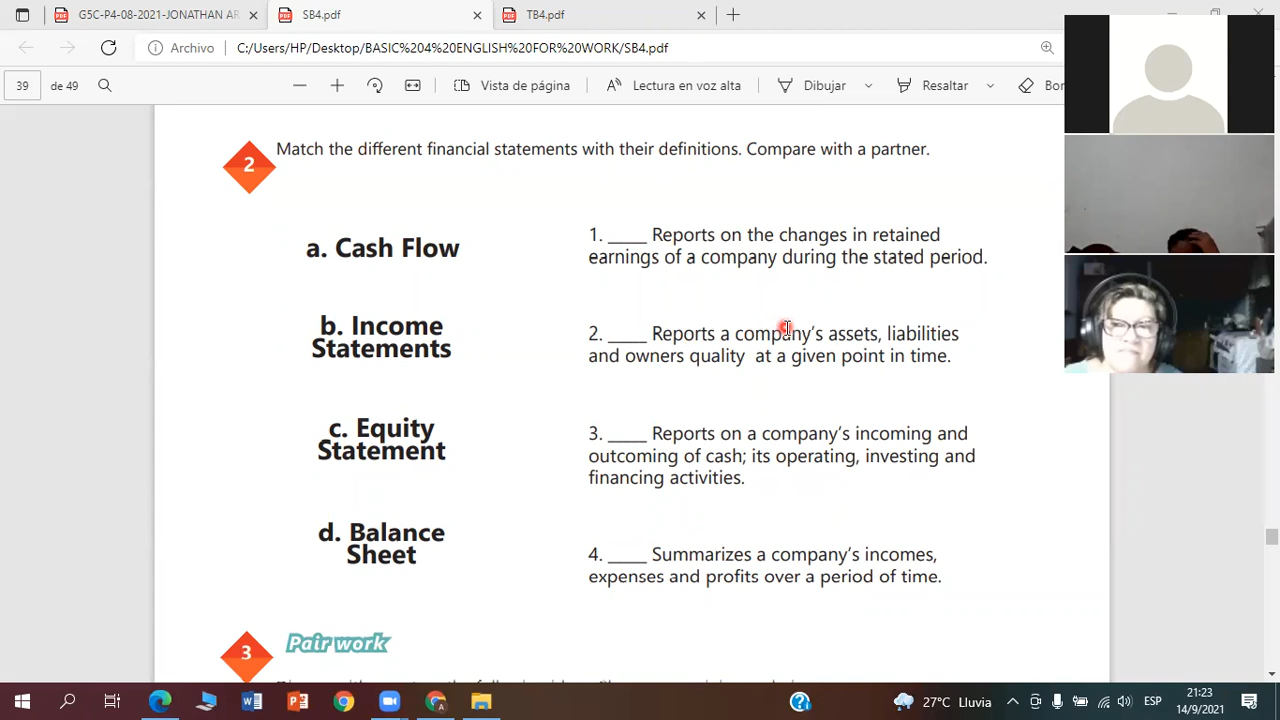 G5C-P4-08-2021-JONATHAN AR
SB4.pdf
TB4.pdf
Archivo
C:/Users/HP/Desktop/BASIC%204%20ENGLISH%20FOR%20WORK/SB4.pdf
39
de 49
Vista de página
Lectura en voz alta
Dibujar
Resaltar
Bor
2
Match the different financial statements with their definitions. Compare with a partner.
a. Cash Flow
1. ____ Reports on the changes in retained
earnings of a company during the stated period.
b. Income
Statements
2. ____ Reports a company's assets, liabilities
and owners quality at a given point in time.
c. Equity
Statement
3. ____ Reports on a company's incoming and
outcoming of cash; its operating, investing and
financing activities.
d. Balance
Sheet
4. ____ Summarizes a company's incomes,
expenses and profits over a period of time.
3
Pair work
27°C Lluvia
ESP
21:23
14/9/2021